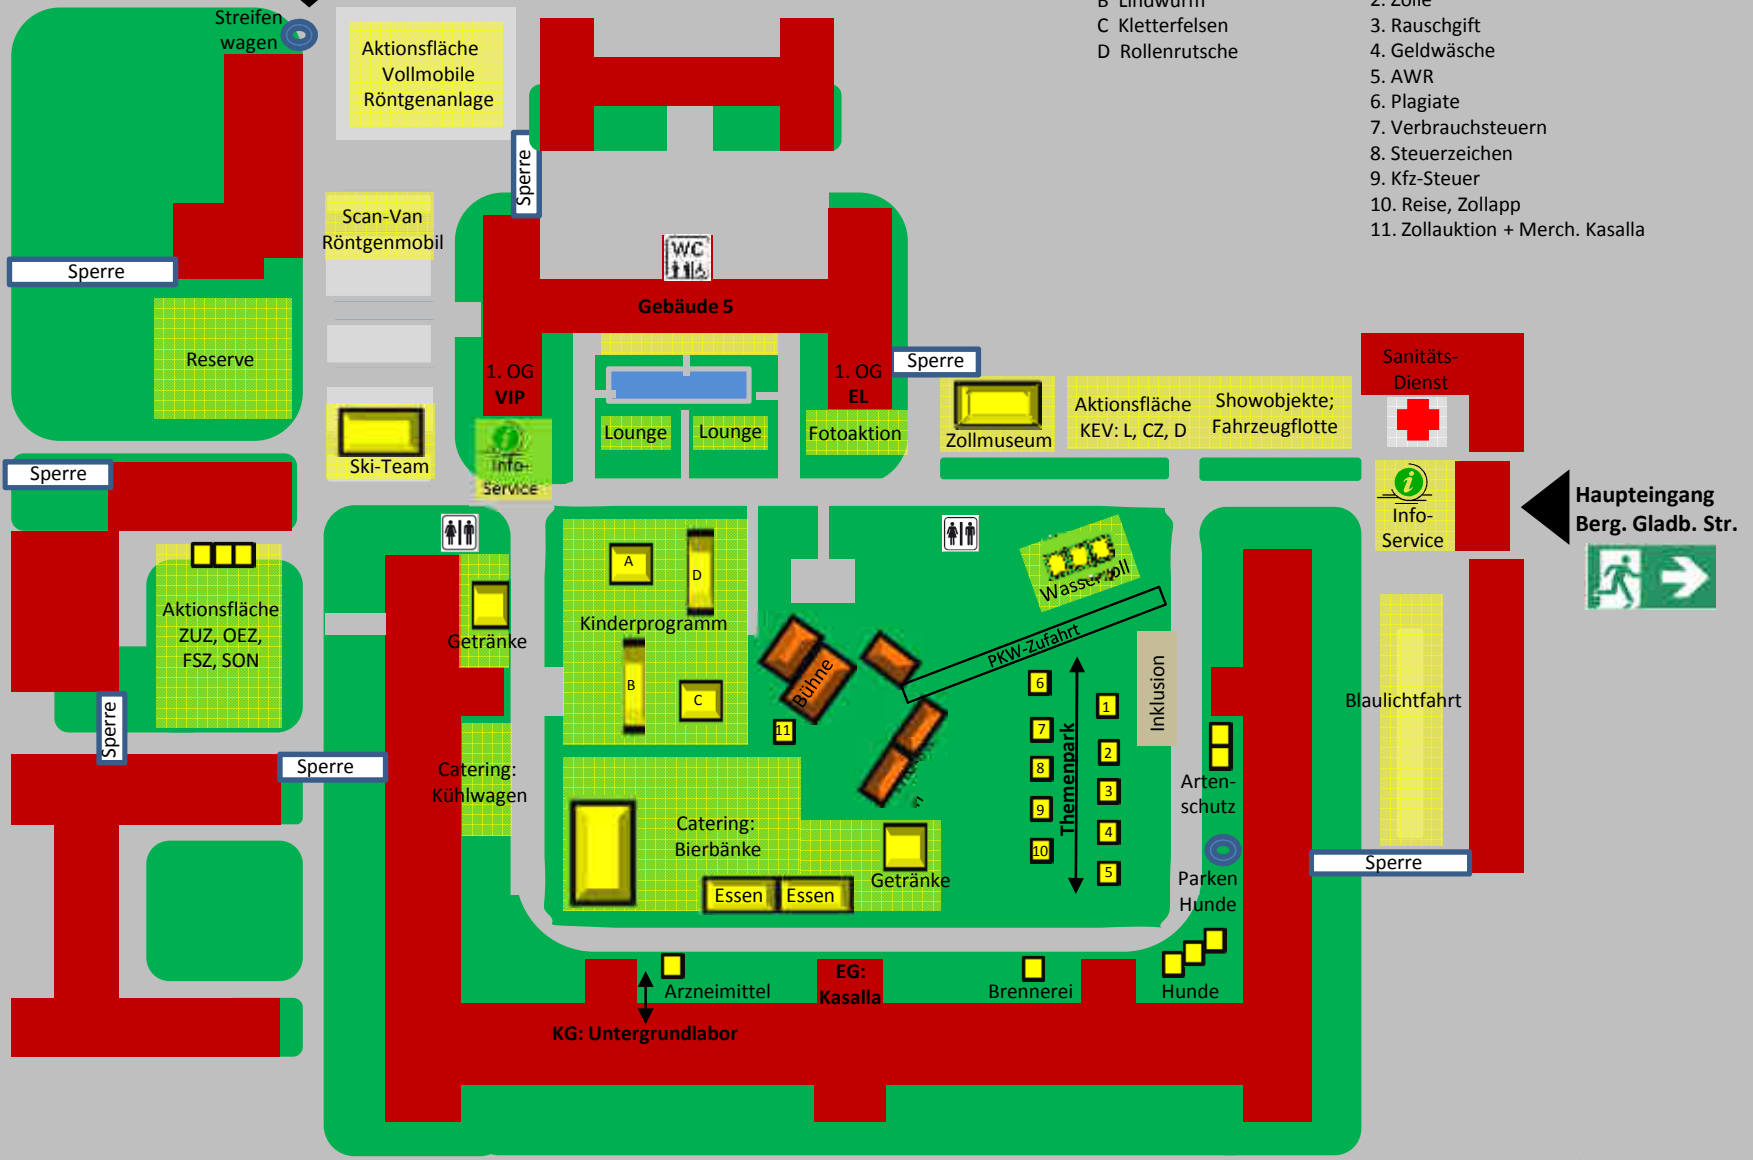 Streifen
wagen
Aktionsfläche
Vollmobile
Röntgenanlage
B Lindwurm
C Kletterfelsen
D Rollenrutsche
2. Zölle
3. Rauschgift
4. Geldwäsche
5. AWR
6. Plagiate
7. Verbrauchsteuern
8. Steuerzeichen
9. Kfz-Steuer
10. Reise, Zollapp
11. Zollauktion + Merch. Kasalla
Sperre
Scan-Van
Röntgenmobil
WC
Sperre
Gebäude 5
Reserve
1. OG
VIP
1. OG
EL
Sperre
Sanitäts-
Dienst
Ski-Team
Info-
Service
Lounge
Lounge
Fotoaktion
Zollmuseum
Aktionsfläche
KEV: L, CZ, D
Showobjekte;
Fahrzeugflotte
Sperre
i
Info-
Service
Haupteingang
Berg. Gladb. Str.
Aktionsfläche
ZUZ, OEZ,
FSZ, SON
Getränke
A
D
Kinderprogramm
B
C
Bühne
11
PKW-Zufahrt
Inklusion
Themenpark
6
7
8
9
10
1
2
3
4
5
Blaulichtfahrt
Sperre
Sperre
Catering:
Kühlwagen
Catering:
Bierbänke
Essen
Essen
Getränke
Arten-
schutz
Parken
Hunde
Sperre
Arzneimittel
EG:
Kasalla
Brennerei
Hunde
KG: Untergrundlabor